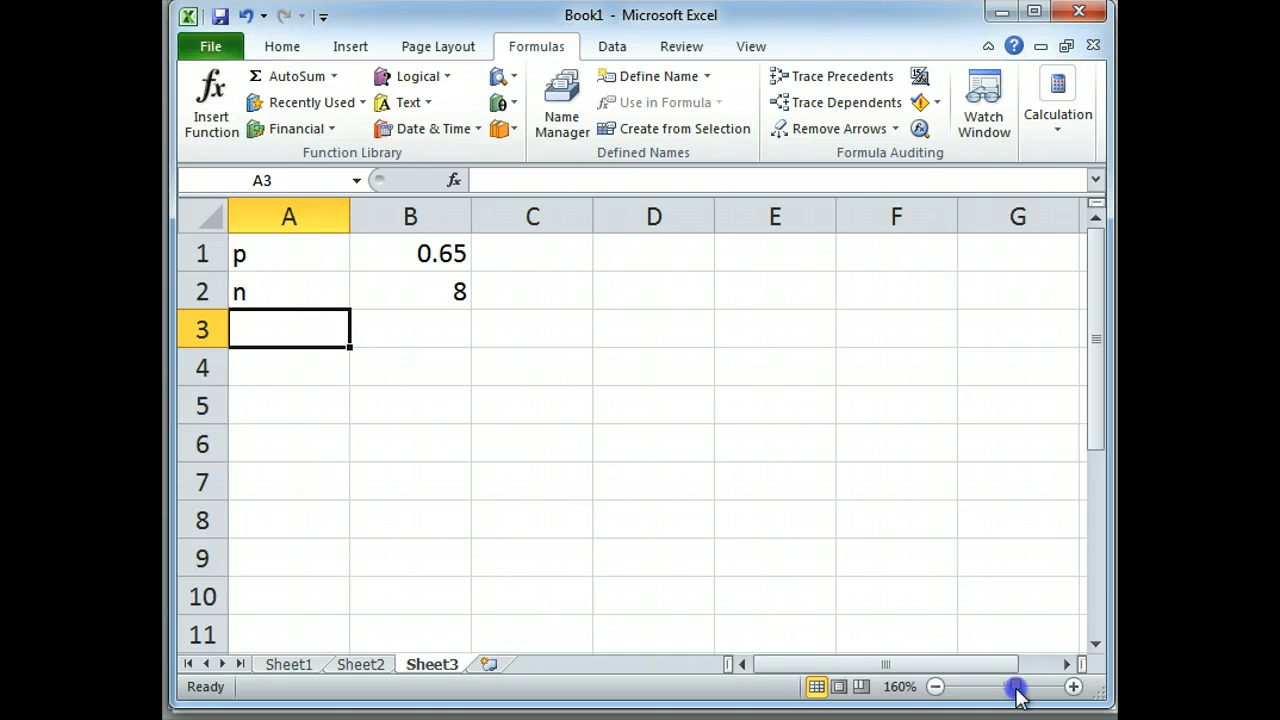 Book1 - Microsoft Excel
File Home Insert Page Layout Formulas Data Review View
Insert Function
AutoSum
Recently Used
Financial
Logical
Text
Date & Time
Function Library
Name Manager
Define Name
Use in Formula
Create from Selection
Defined Names
Trace Precedents
Trace Dependents
Remove Arrows
Formula Auditing
Watch Window
Calculation
A3 fx
A B C D E F G
1 p 0.65
2 n 8
3
4
5
6
7
8
9
10
11
Sheet1 Sheet2 Sheet3
Ready 160%